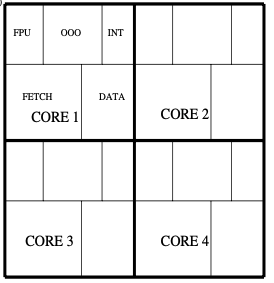 FPU OOO INT
FETCH DATA
CORE 1
CORE 2
CORE 3
CORE 4